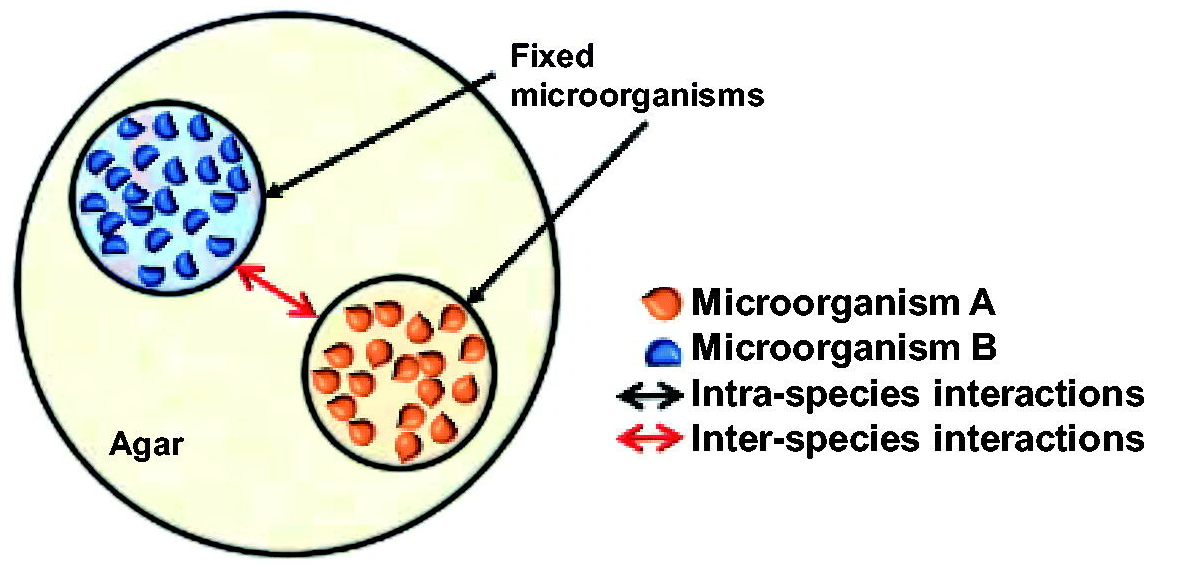 Fixed
microorganisms
Microorganism A
Microorganism B
Intra-species interactions
Inter-species interactions
Agar